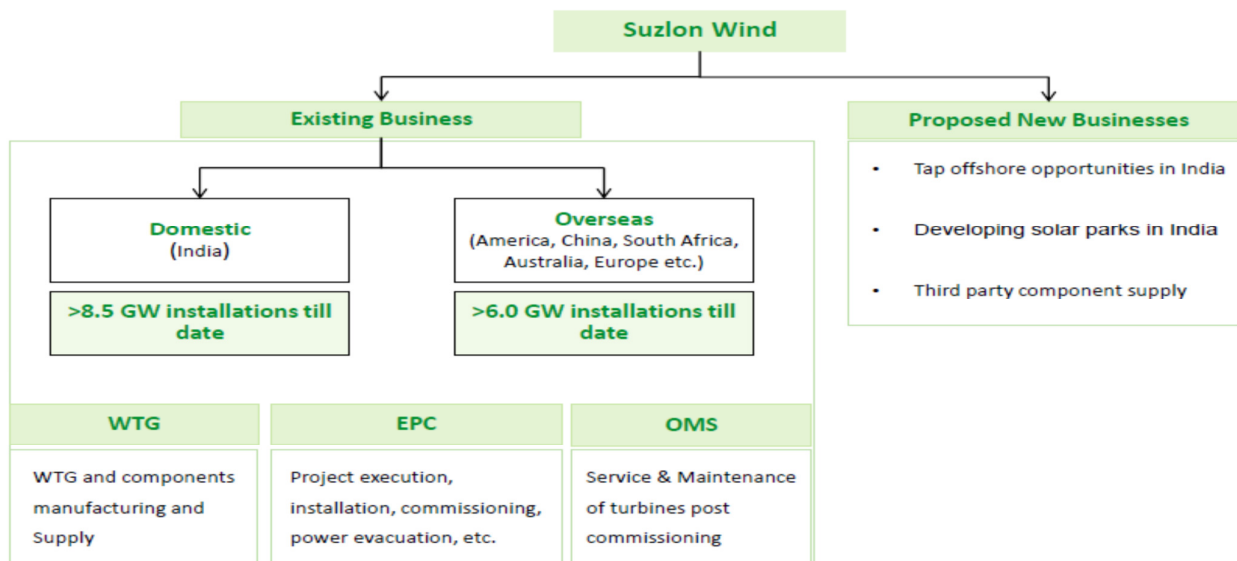 Suzlon Wind
Existing Business
Domestic
(India)
>8.5 GW installations till
date
Overseas
(America, China, South Africa,
Australia, Europe etc.)
>6.0 GW installations till
date
WTG
WTG and components
manufacturing and
Supply
EPC
Project execution,
installation, commissioning,
power evacuation, etc.
OMS
Service & Maintenance
of turbines post
commissioning
Proposed New Businesses
• Tap offshore opportunities in India
• Developing solar parks in India
• Third party component supply